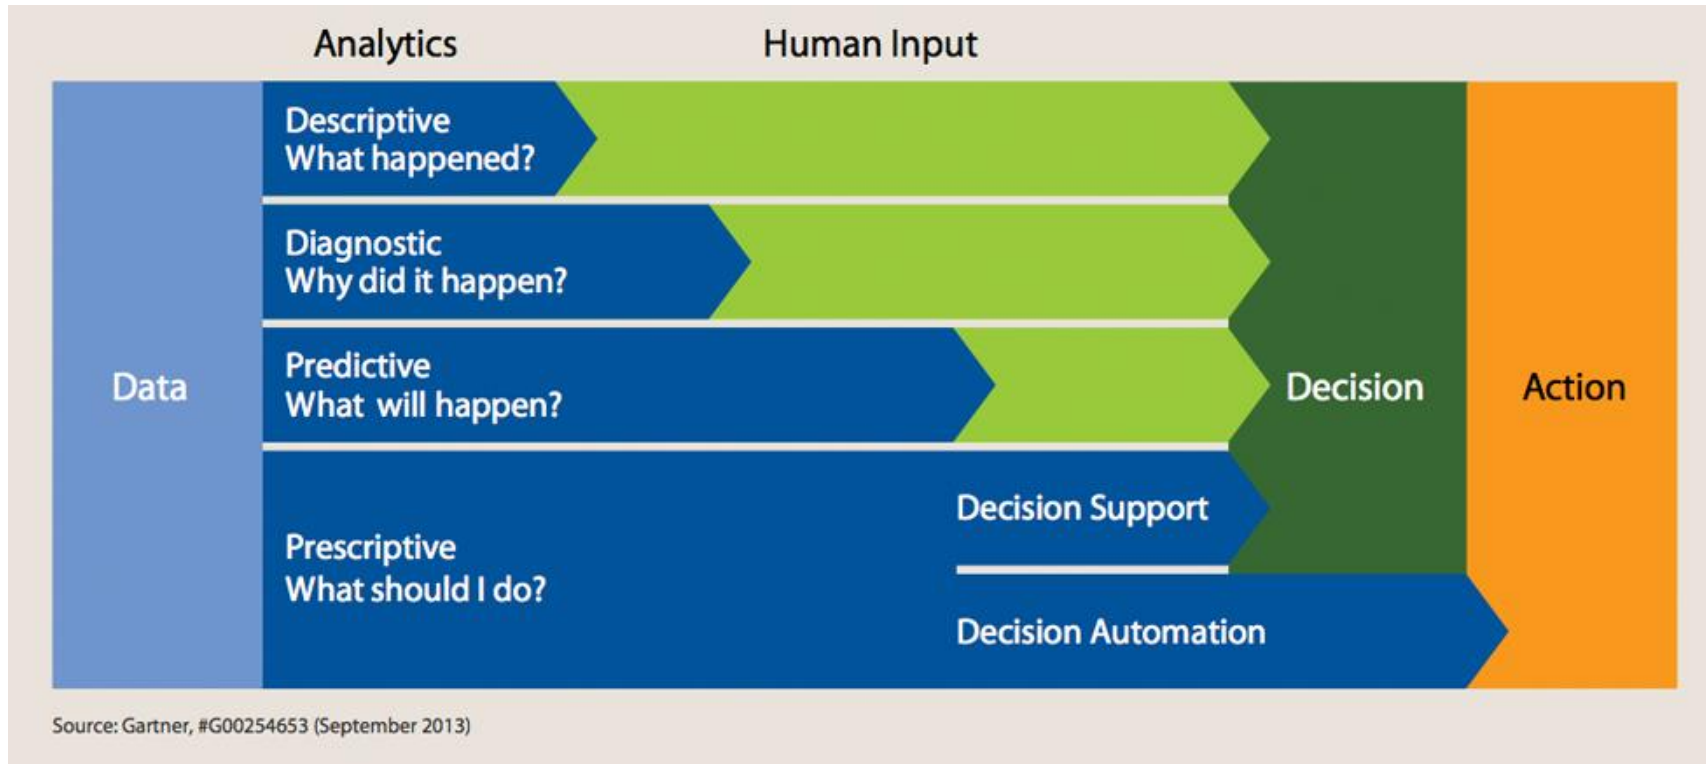 Analytics
Human Input
Descriptive
What happened?
Diagnostic
Why did it happen?
Predictive
What will happen?
Data
Decision
Action
Prescriptive
What should I do?
Decision Support
Decision Automation
Source: Gartner, #G00254653 (September 2013)